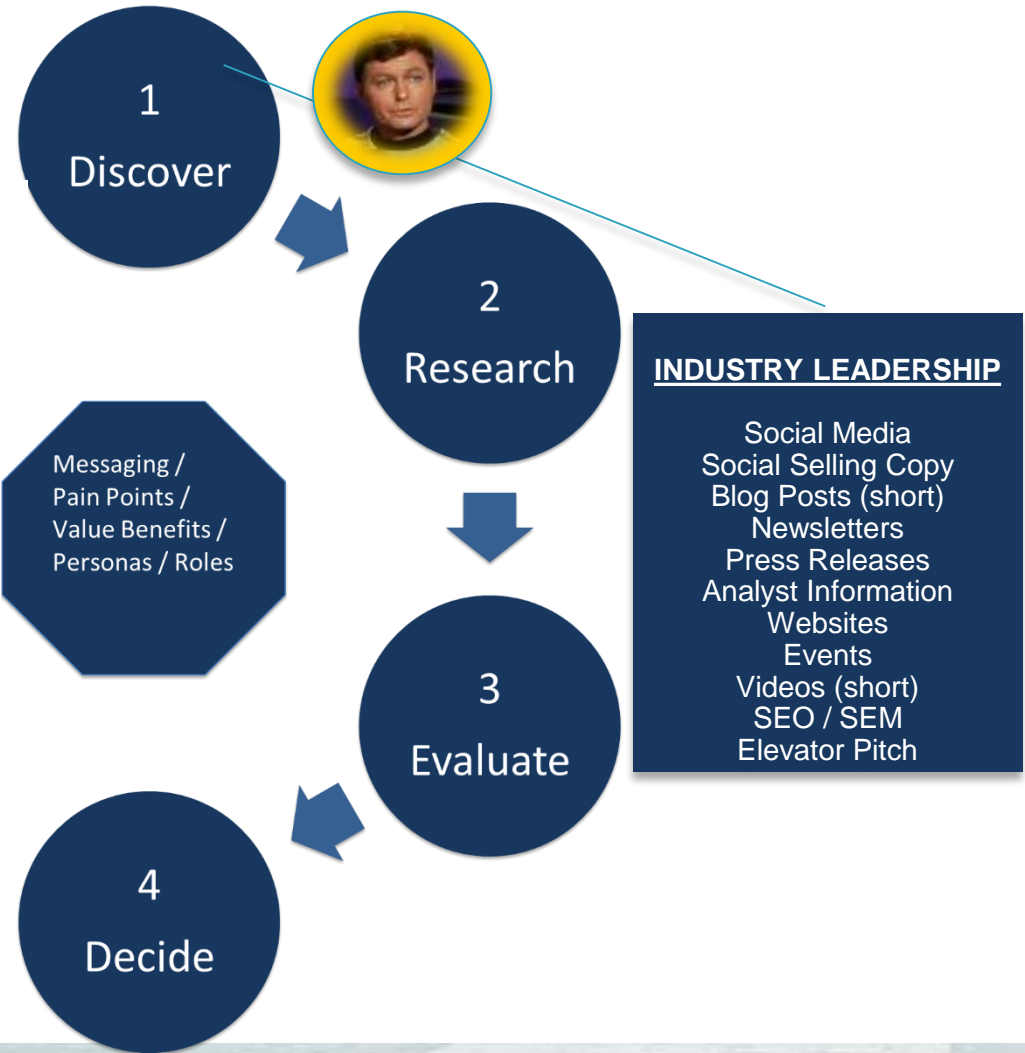 1
Discover
2
Research
INDUSTRY LEADERSHIP
Social Media
Social Selling Copy
Blog Posts (short)
Newsletters
Press Releases
Analyst Information
Websites
Events
Videos (short)
SEO / SEM
Elevator Pitch
Messaging /
Pain Points /
Value Benefits /
Personas / Roles
3
Evaluate
4
Decide